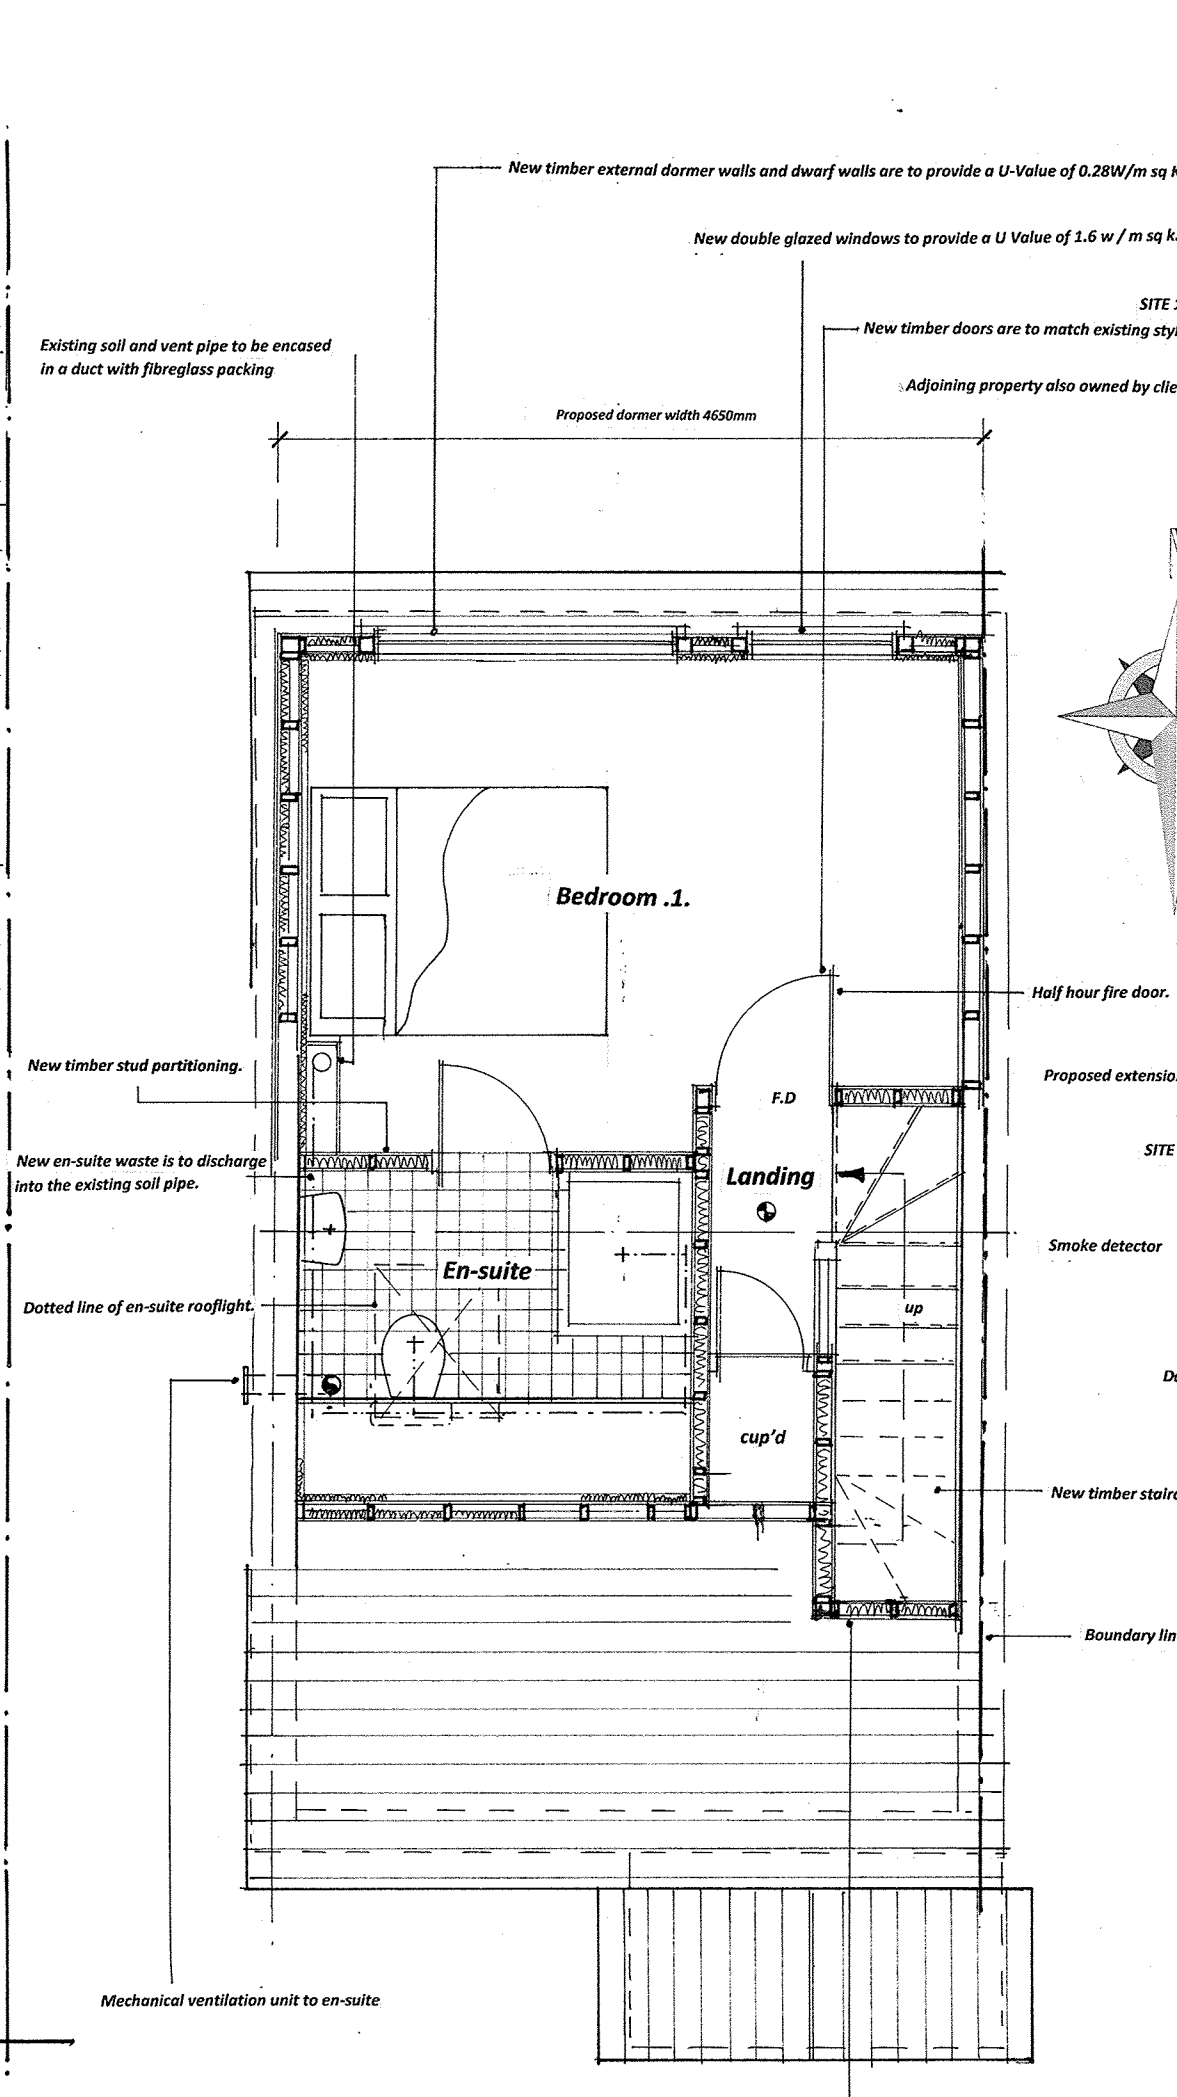 New timber external dormer walls and dwarf walls are to provide a U-Value of 0.28W/m sq
New double glazed windows to provide a U Value of 1.6 w / m sq k.
SITE
New timber doors are to match existing
Existing soil and vent pipe to be encased
in a duct with fibreglass packing
Adjoining property also owned by
Proposed dormer width 4650mm
Bedroom .1.
Half hour fire door.
New timber stud partitioning.
Proposed
F.D
SITE
New en-suite waste is to discharge
into the existing soil pipe.
Landing
Smoke detector
En-suite
Dotted line of en-suite rooflight.
up
cup'd
New timber
Boundary
Mechanical ventilation unit to en-suite